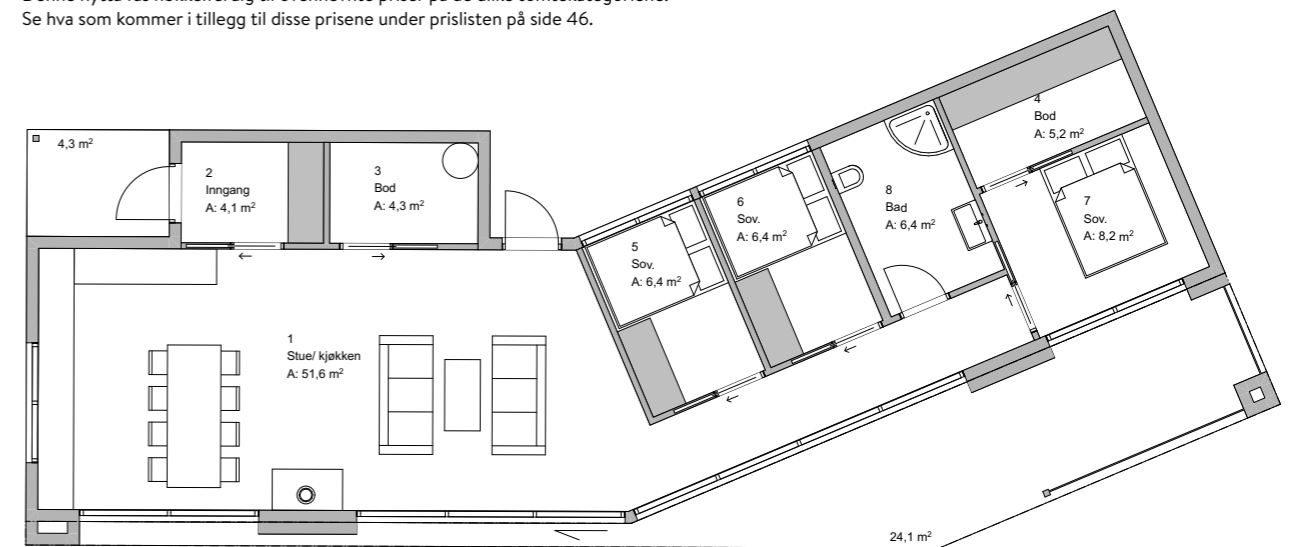 Se hva som kommer i tillegg til disse prisene under prislisten på side 46.
4,3 m²
2
Inngang
A: 4,1 m²
3
Bod
A: 4,3 m²
4
Bod
A: 5,2 m²
5
Sov.
A: 6,4 m²
6
Sov.
A: 6,4 m²
8
Bad
A: 6,4 m²
7
Sov.
A: 8,2 m²
1
Stue/ kjøkken
A: 51,6 m²
24,1 m²